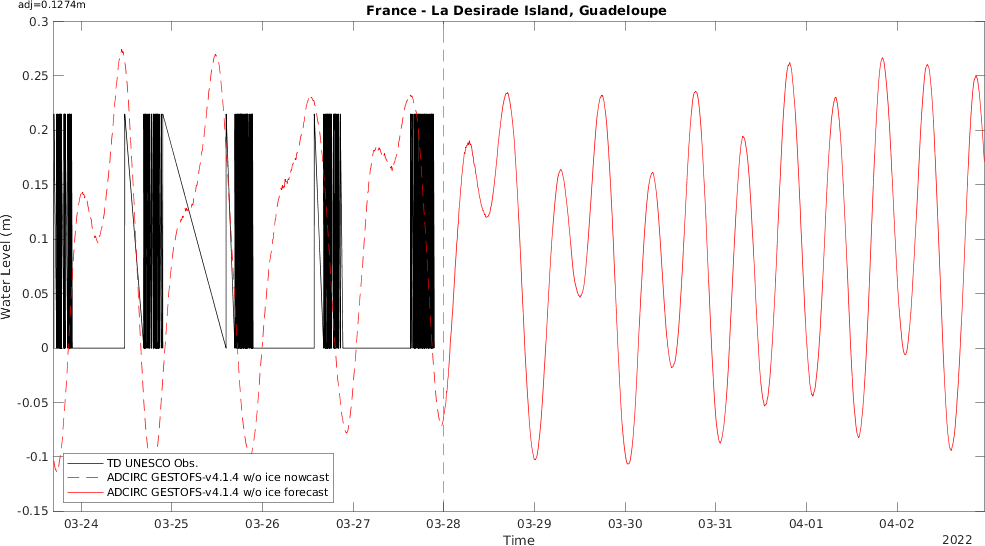 adj=0.1274m
France - La Desirade Island, Guadeloupe
0.3
0.25
0.2
0.15
0.1
0.05
0
-0.05
-0.1
-0.15
Water Level (m)
TD UNESCO Obs.
ADCIRC GESTOFS-v4.1.4 w/o ice nowcast
ADCIRC GESTOFS-v4.1.4 w/o ice forecast
03-24 03-25 03-26 03-27 03-28 03-29 03-30 03-31 04-01 04-02
Time
2022